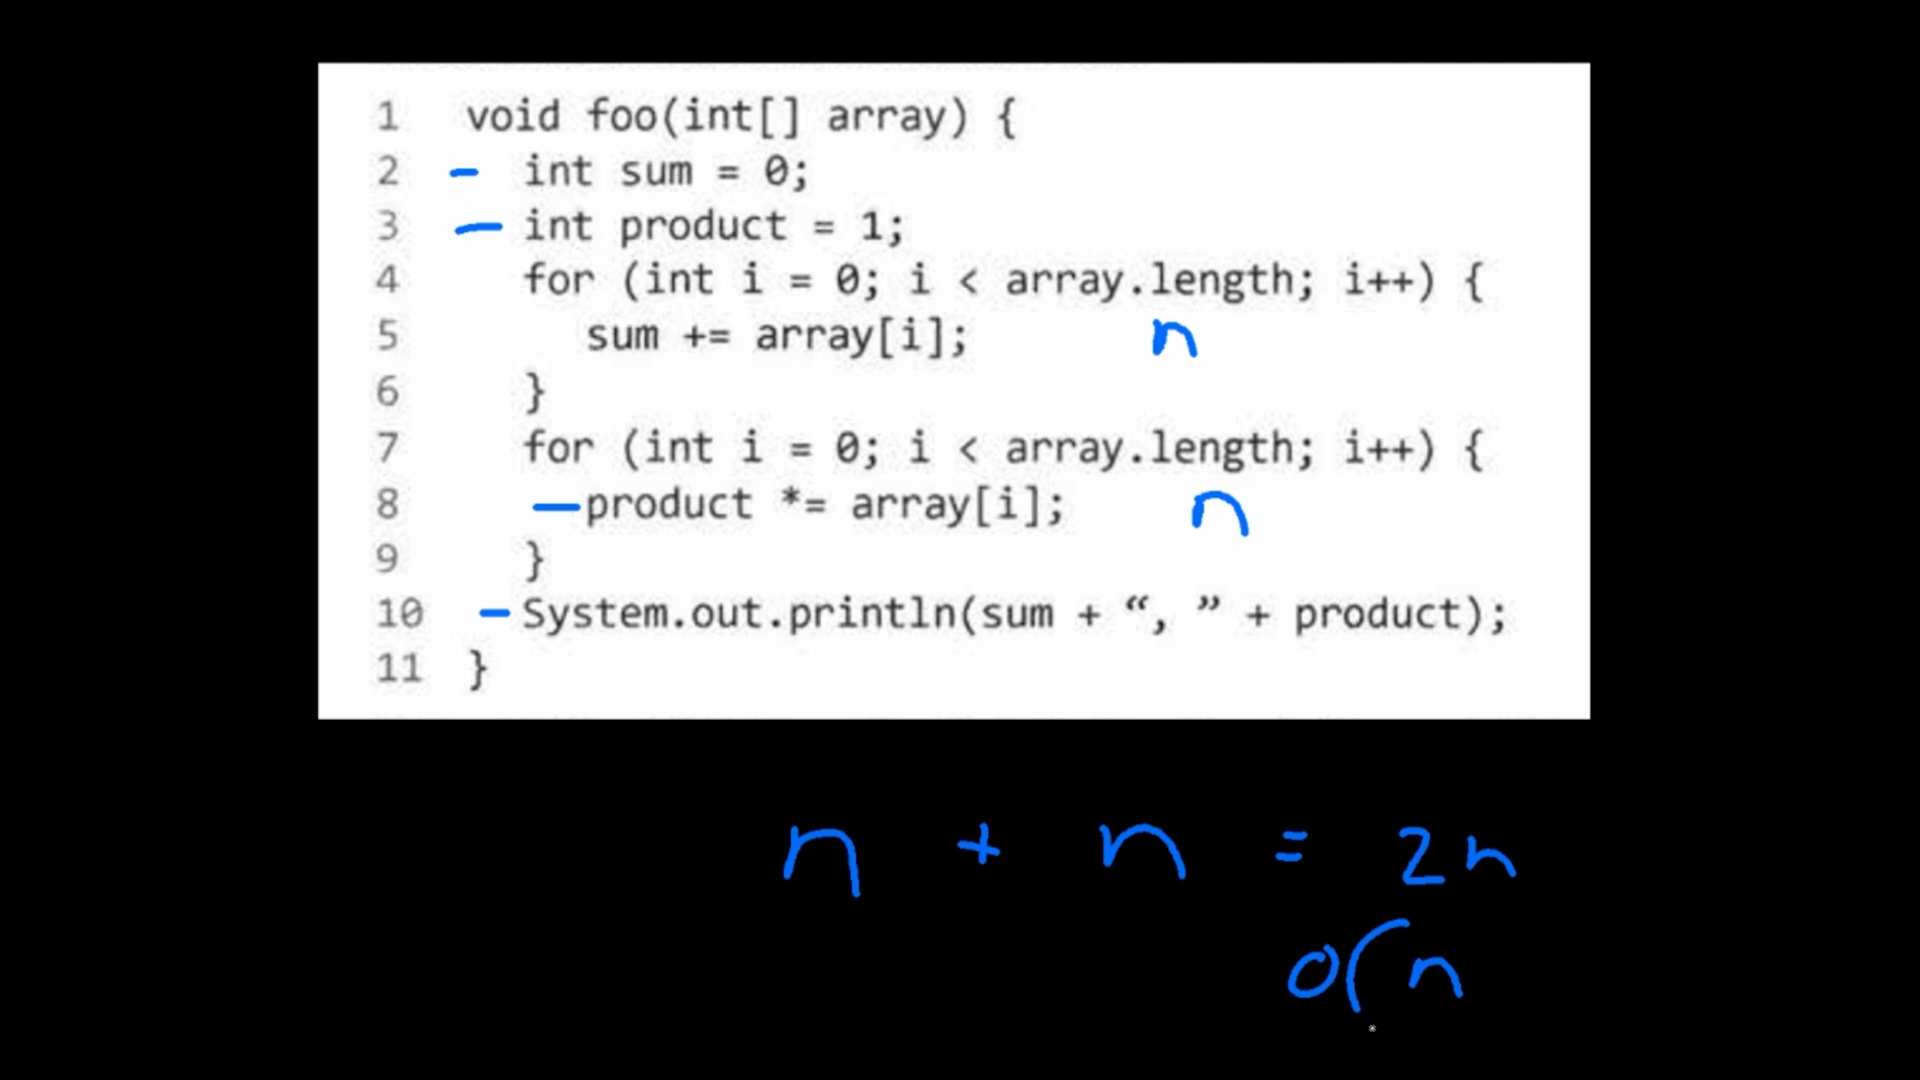 1 void foo(int[] array) {
2 int sum = 0;
3 int product = 1;
4 for (int i = 0; i < array.length; i++) {
5 sum += array[i]; n
6 }
7 for (int i = 0; i < array.length; i++) {
8 product *= array[i]; n
9 }
10 System.out.println(sum + “, ” + product);
11 }
n + n = 2n
O(n